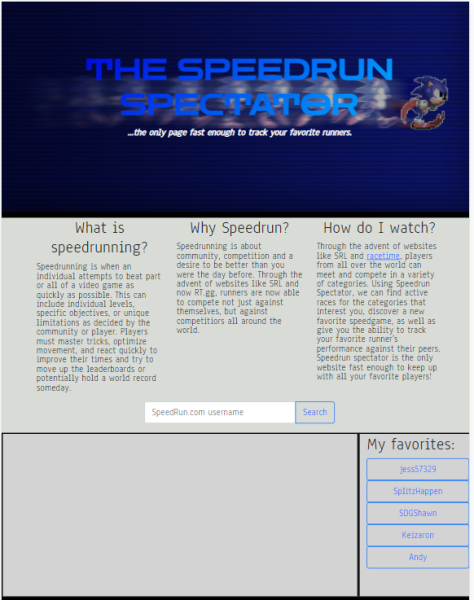 THE SPEEDRUN
SPECTATOR
...the only page fast enough to track your favorite runners.
What is
speedrunning?
Speedrunning is when an
individual attempts to beat part
or all of a video game as
quickly as possible. This can
include individual levels,
specific objectives, or unique
limitations as decided by the
community or player. Players
must master tricks, optimize
movement, and react quickly to
improve their times and try to
move up the leaderboards or
potentially hold a world record
someday.
Why Speedrun?
Speedrunning is about
community, competition and a
desire to be better than you
were the day before. Through the
advent of websites like SRL and
now RT.gg, runners are now able
to compete not just against
themselves, but against
competitiors all around the
world.
How do I watch?
Through the advent of websites
like SRL and racetime, players
from all over the world can
meet and compete in a variety
of categories. Using Speedrun
Spectator, we can find active
races for the categories that
interest you, discover a new
favorite speedgame, as well as
give you the ability to track
your favorite runner's
performance against their peers.
Speedrun spectator is the only
website fast enough to keep up
with all your favorite players!
SpeedRun.com username
Search
My favorites:
jess57329
SplitzHappen
SDGShawn
Keizaron
Andy